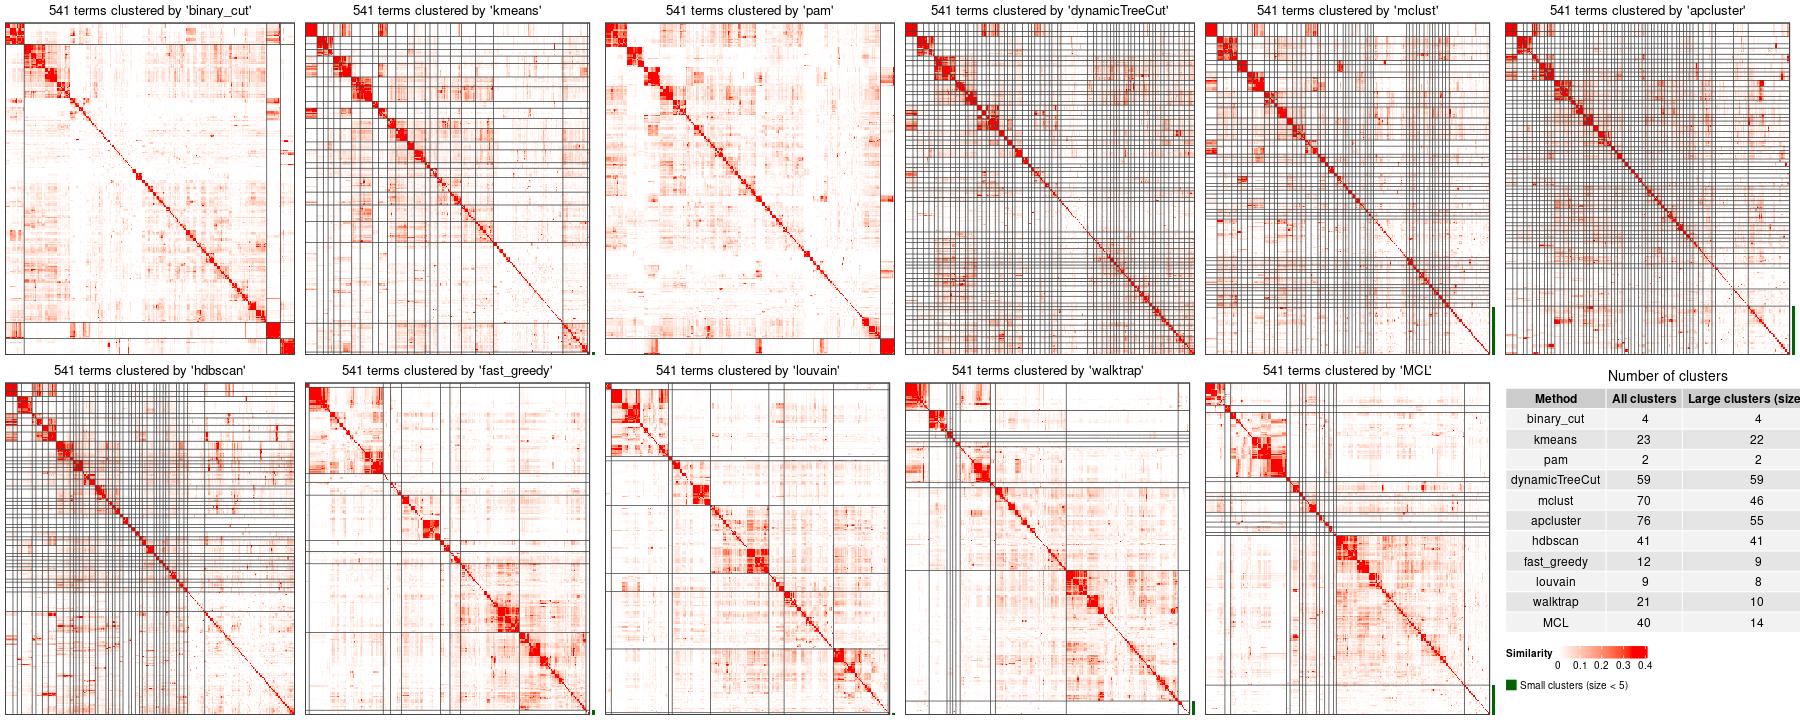 541 terms clustered by 'binary_cut'
541 terms clustered by 'kmeans'
541 terms clustered by 'pam'
541 terms clustered by 'dynamicTreeCut'
541 terms clustered by 'mclust'
541 terms clustered by 'apcluster'
541 terms clustered by 'hdbscan'
541 terms clustered by 'fast_greedy'
541 terms clustered by 'louvain'
541 terms clustered by 'walktrap'
541 terms clustered by 'MCL'
Number of clusters
Method All clusters Large clusters (size
binary_cut 4 4
kmeans 23 22
pam 2 2
dynamicTreeCut 59 59
mclust 70 46
apcluster 76 55
hdbscan 41 41
fast_greedy 12 9
louvain 9 8
walktrap 21 10
MCL 40 14
Similarity
0 0.1 0.2 0.3 0.4
Small clusters (size < 5)